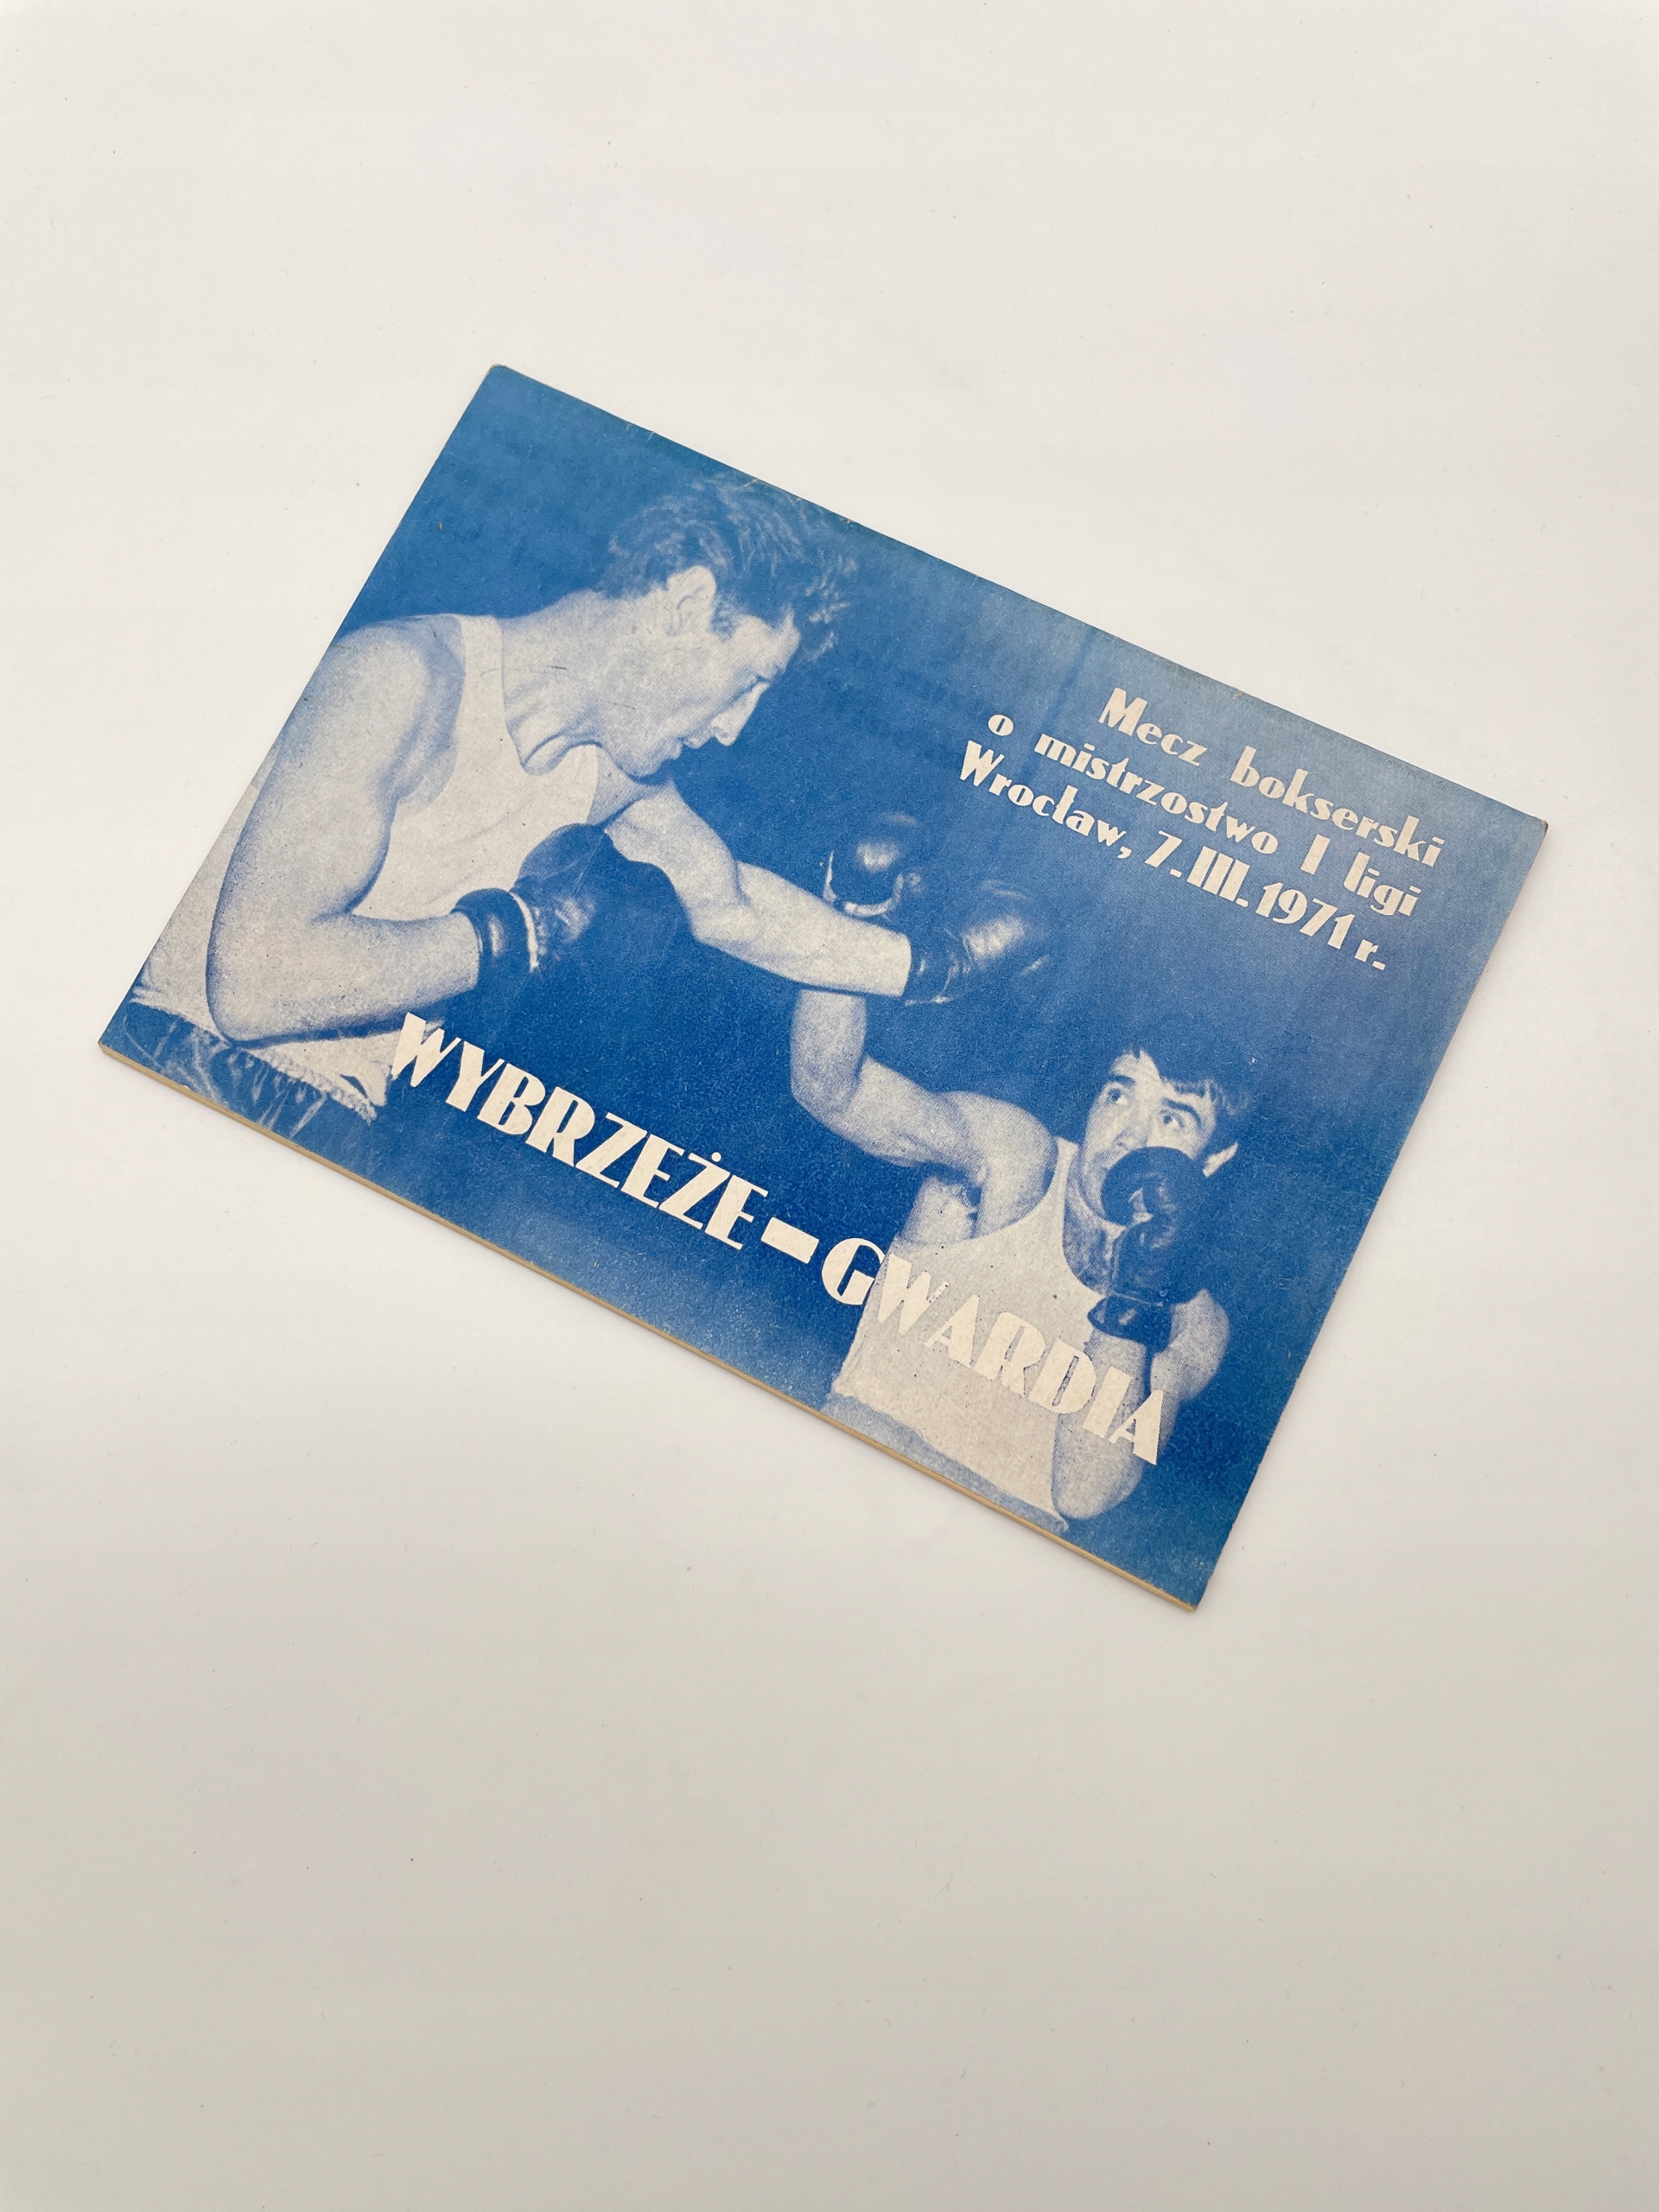 Mecz bokserski
o mistrzostwo I ligi
Wrocław, 7.III.1971 r.
WYBRZEŻE – GWARDIA